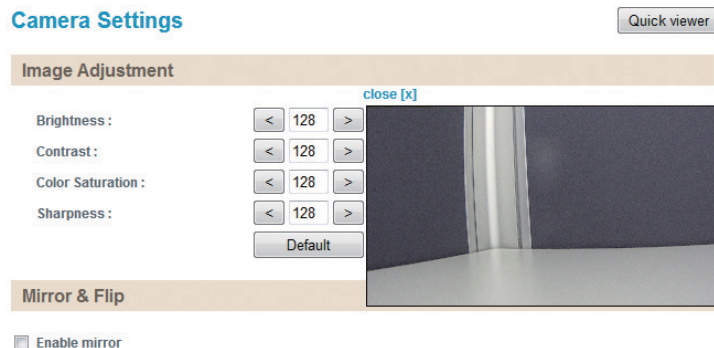 Camera Settings
Quick viewer
Image Adjustment
close [x]
Brightness : < 128 >
Contrast : < 128 >
Color Saturation : < 128 >
Sharpness : < 128 >
Default
Mirror & Flip
Enable mirror